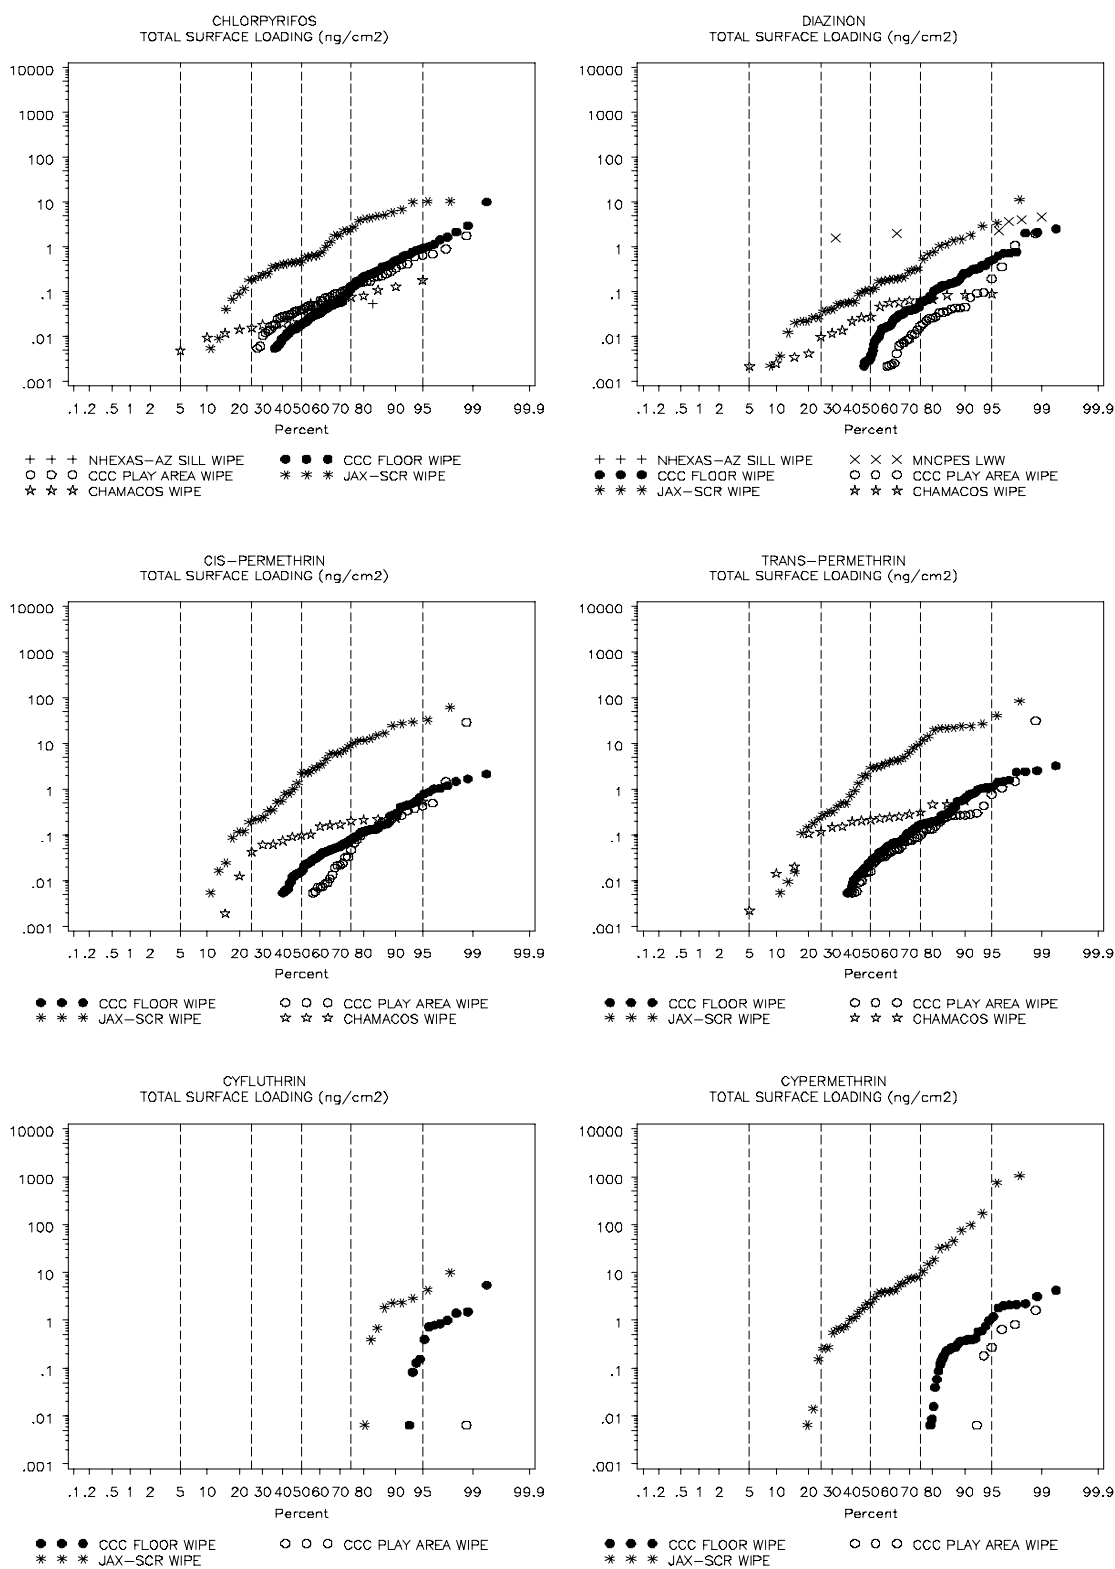 CHLORPYRIFOS
TOTAL SURFACE LOADING (ng/cm2)
10000
1000
100
10
1
.1
.01
.001
.1 .2 .5 1 2 5 10 20 30 40 50 60 70 80 90 95 99 99.9
Percent
NHEXAS-AZ SILL WIPE CCC FLOOR WIPE
CCC PLAY AREA WIPE JAX-SCR WIPE
CHAMACOS WIPE
DIAZINON
TOTAL SURFACE LOADING (ng/cm2)
10000
1000
100
10
1
.1
.01
.001
.1 .2 .5 1 2 5 10 20 30 40 50 60 70 80 90 95 99 99.9
Percent
NHEXAS-AZ SILL WIPE MNCPES LWW
CCC FLOOR WIPE CCC PLAY AREA WIPE
JAX-SCR WIPE CHAMACOS WIPE
CIS-PERMETHRIN
TOTAL SURFACE LOADING (ng/cm2)
10000
1000
100
10
1
.1
.01
.001
.1 .2 .5 1 2 5 10 20 30 40 50 60 70 80 90 95 99 99.9
Percent
CCC FLOOR WIPE CCC PLAY AREA WIPE
JAX-SCR WIPE CHAMACOS WIPE
TRANS-PERMETHRIN
TOTAL SURFACE LOADING (ng/cm2)
10000
1000
100
10
1
.1
.01
.001
.1 .2 .5 1 2 5 10 20 30 40 50 60 70 80 90 95 99 99.9
Percent
CCC FLOOR WIPE CCC PLAY AREA WIPE
JAX-SCR WIPE CHAMACOS WIPE
CYFLUTHRIN
TOTAL SURFACE LOADING (ng/cm2)
10000
1000
100
10
1
.1
.01
.001
.1 .2 .5 1 2 5 10 20 30 40 50 60 70 80 90 95 99 99.9
Percent
CCC FLOOR WIPE CCC PLAY AREA WIPE
JAX-SCR WIPE
CYPERMETHRIN
TOTAL SURFACE LOADING (ng/cm2)
10000
1000
100
10
1
.1
.01
.001
.1 .2 .5 1 2 5 10 20 30 40 50 60 70 80 90 95 99 99.9
Percent
CCC FLOOR WIPE CCC PLAY AREA WIPE
JAX-SCR WIPE